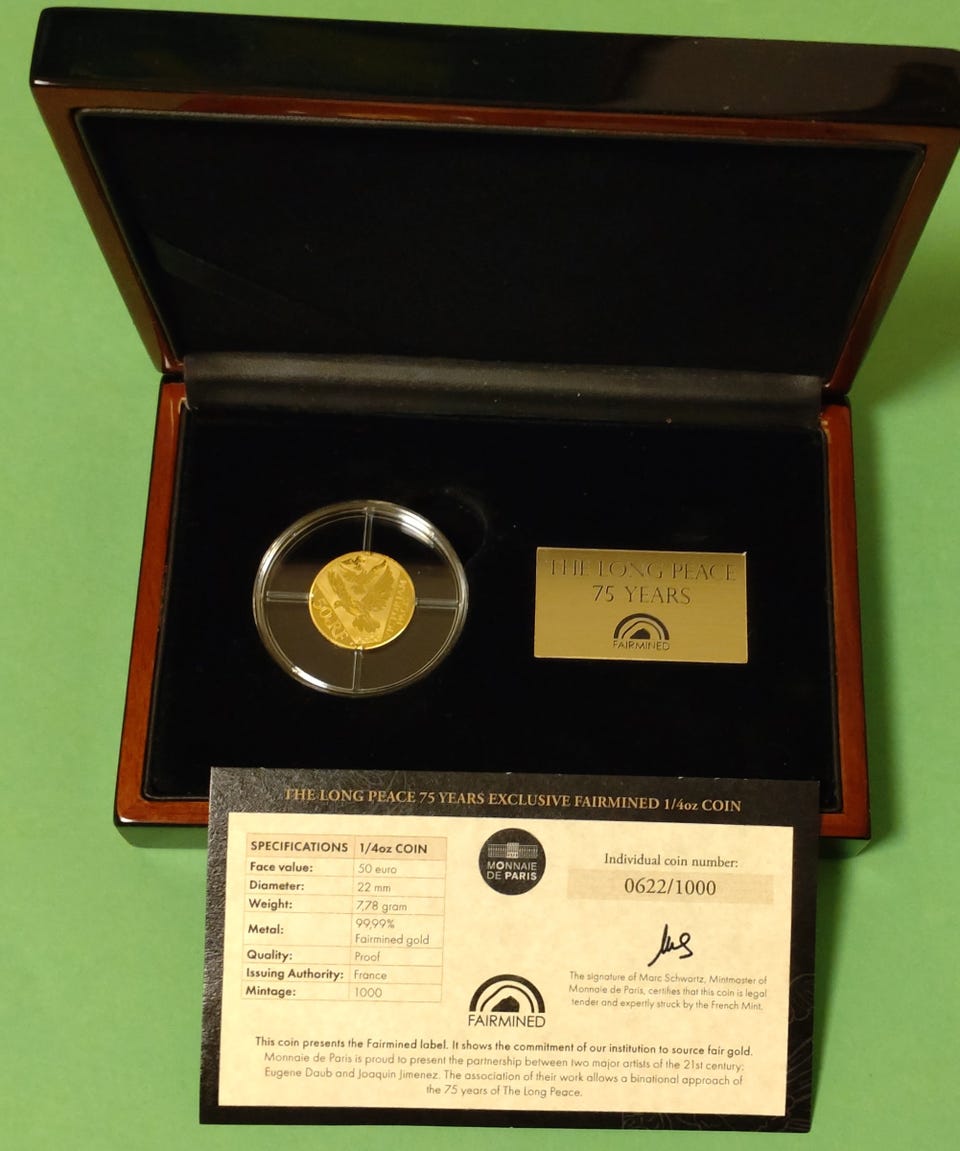 50€ RF
THE LONG PEACE
75 YEARS
FAIRMINED
THE LONG PEACE 75 YEARS EXCLUSIVE FAIRMINED 1/4oz COIN
SPECIFICATIONS 1/4oz COIN
Face value: 50 euro
Diameter: 22 mm
Weight: 7,78 gram
Metal: 99,99% Fairmined gold
Quality: Proof
Issuing Authority: France
Mintage: 1000
MONNAIE
DE PARIS
Individual coin number:
0622/1000
The signature of Marc Schwartz, Mintmaster of
Monnaie de Paris, certifies that this coin is legal
tender and expertly struck by the French Mint.
FAIRMINED
This coin presents the Fairmined label. It shows the commitment of our institution to source fair gold.
Monnaie de Paris is proud to present the partnership between two major artists of the 21st century:
Eugene Daub and Joaquin Jimenez. The association of their work allows a binational approach of
the 75 years of The Long Peace.